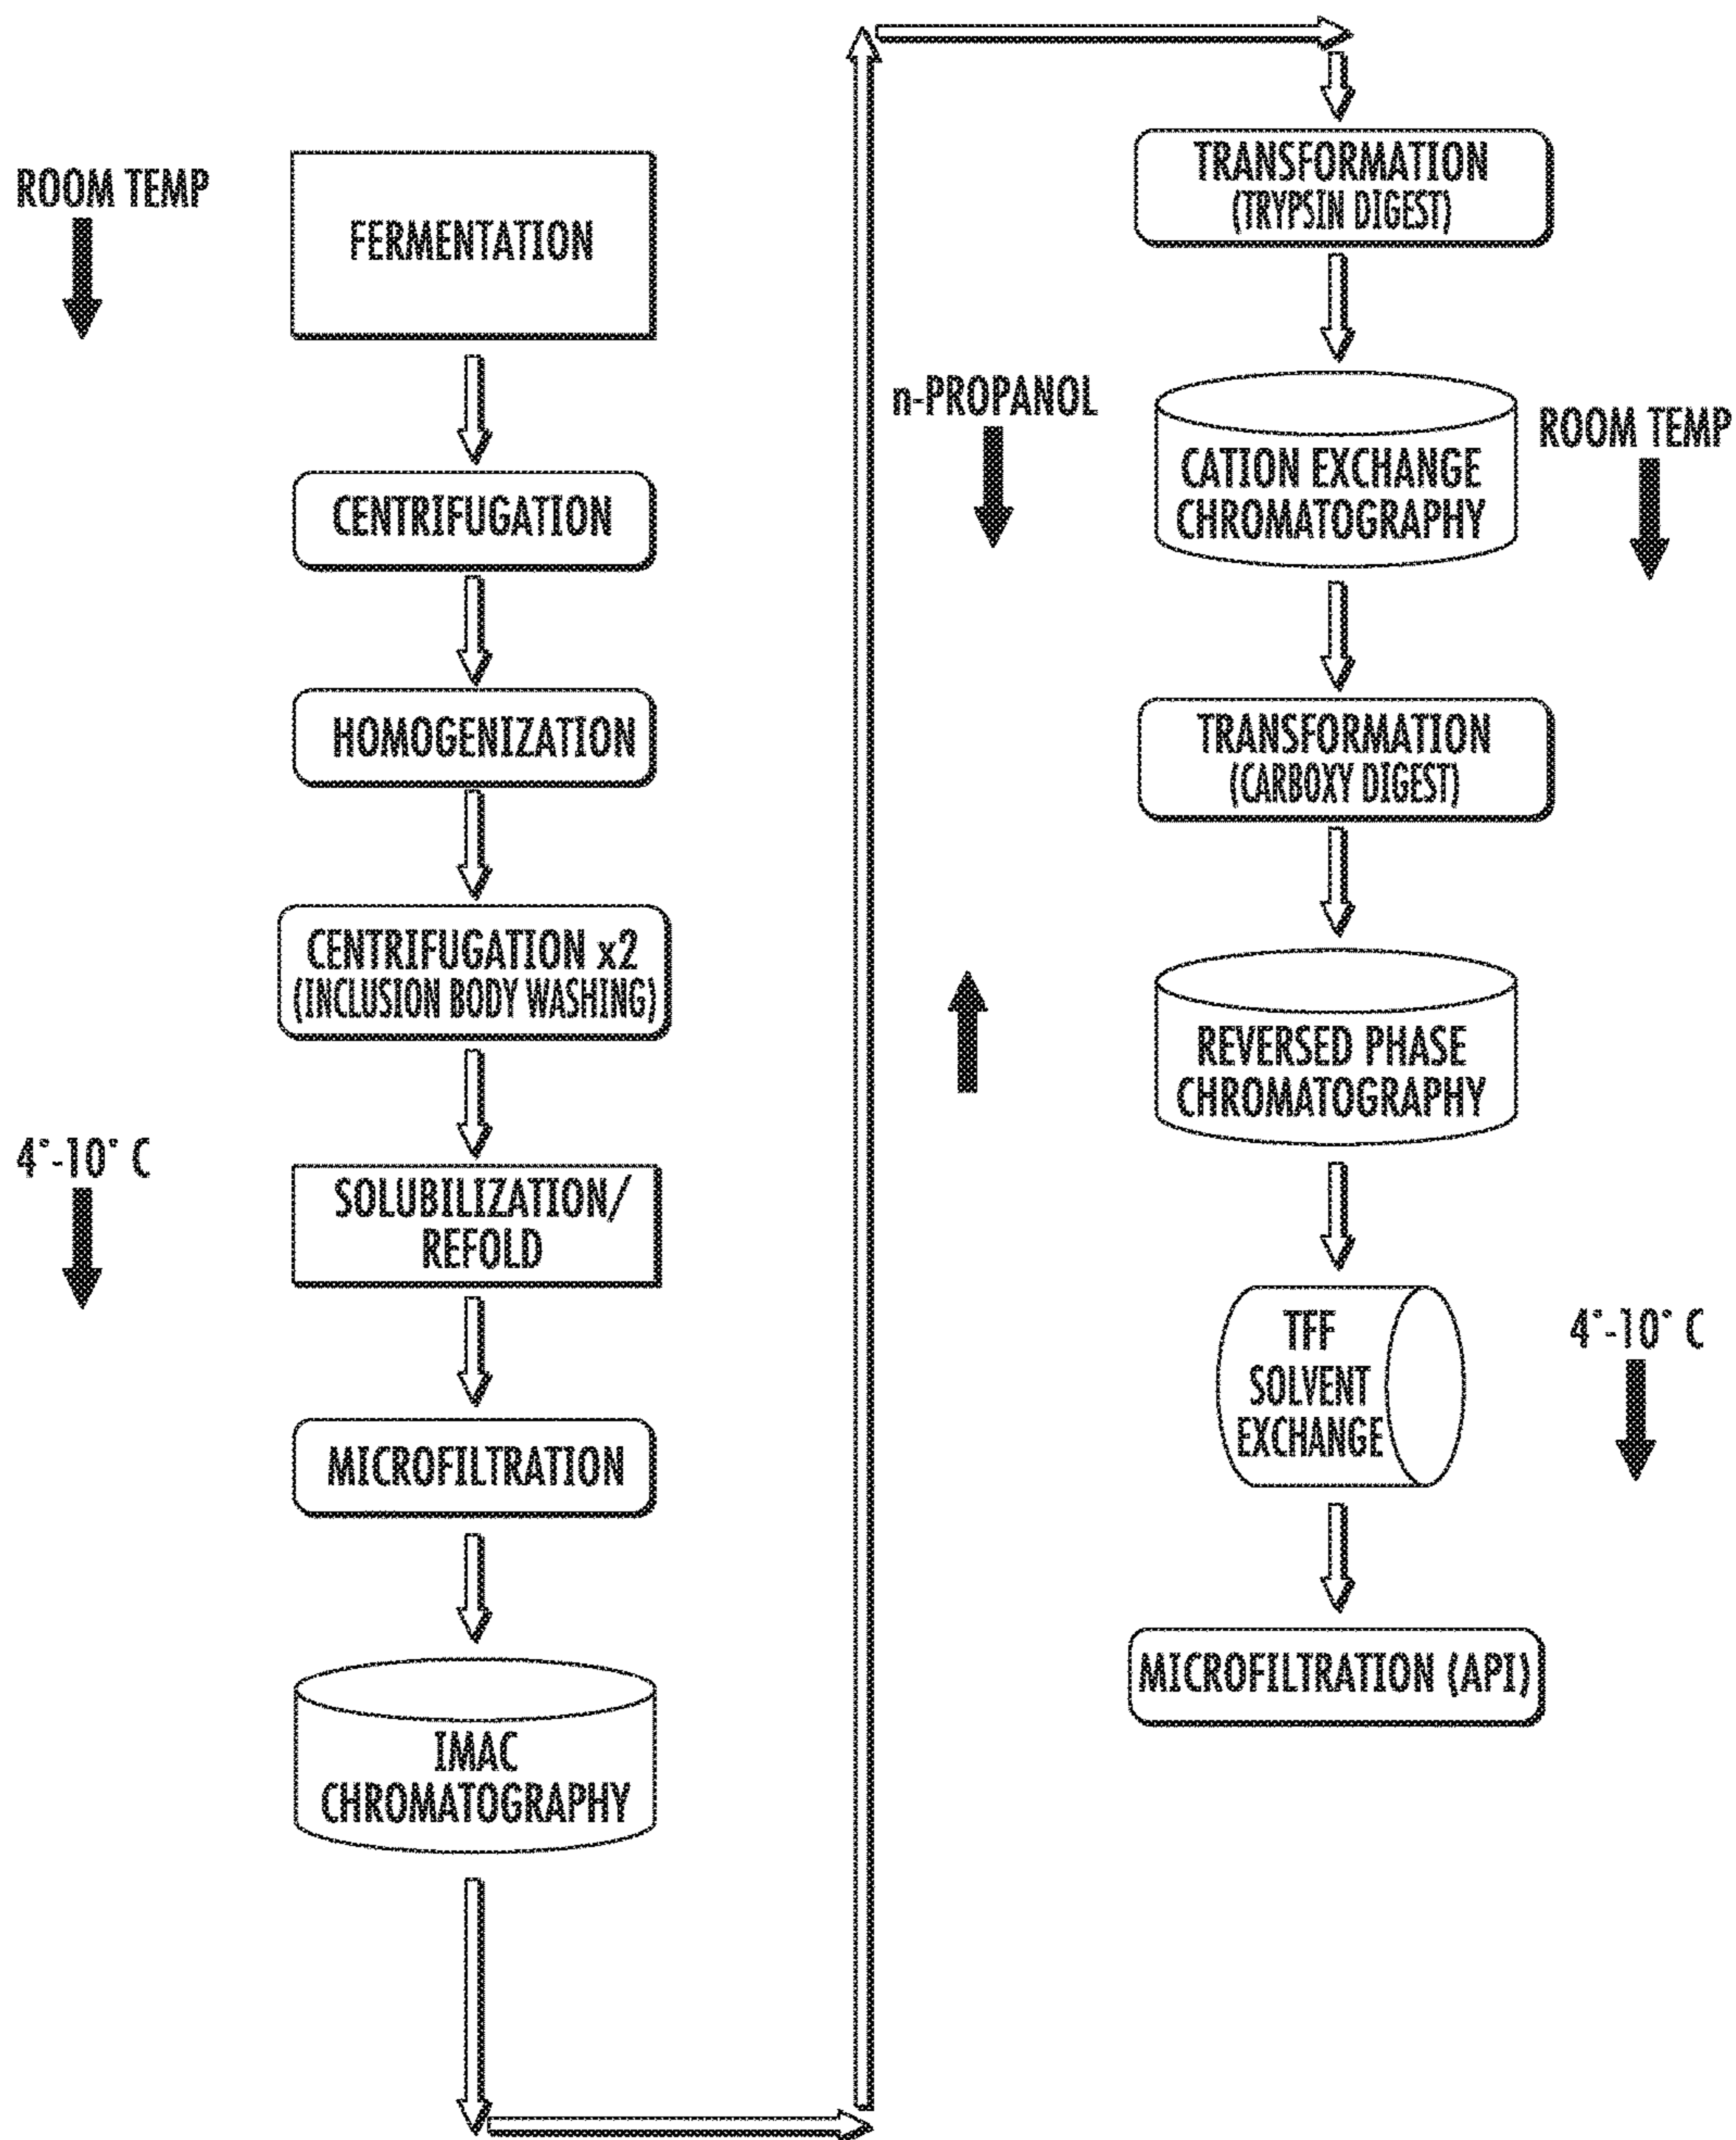 ROOM TEMP
FERMENTATION
CENTRIFUGATION
HOMOGENIZATION
CENTRIFUGATION x2
(INCLUSION BODY WASHING)
4°-10° C
SOLUBILIZATION/
REFOLD
MICROFILTRATION
IMAC
CHROMATOGRAPHY
TRANSFORMATION
(TRYPSIN DIGEST)
n-PROPANOL
CATION EXCHANGE
CHROMATOGRAPHY
ROOM TEMP
TRANSFORMATION
(CARBOXY DIGEST)
REVERSED PHASE
CHROMATOGRAPHY
TFF
SOLVENT
EXCHANGE
4°-10° C
MICROFILTRATION (API)